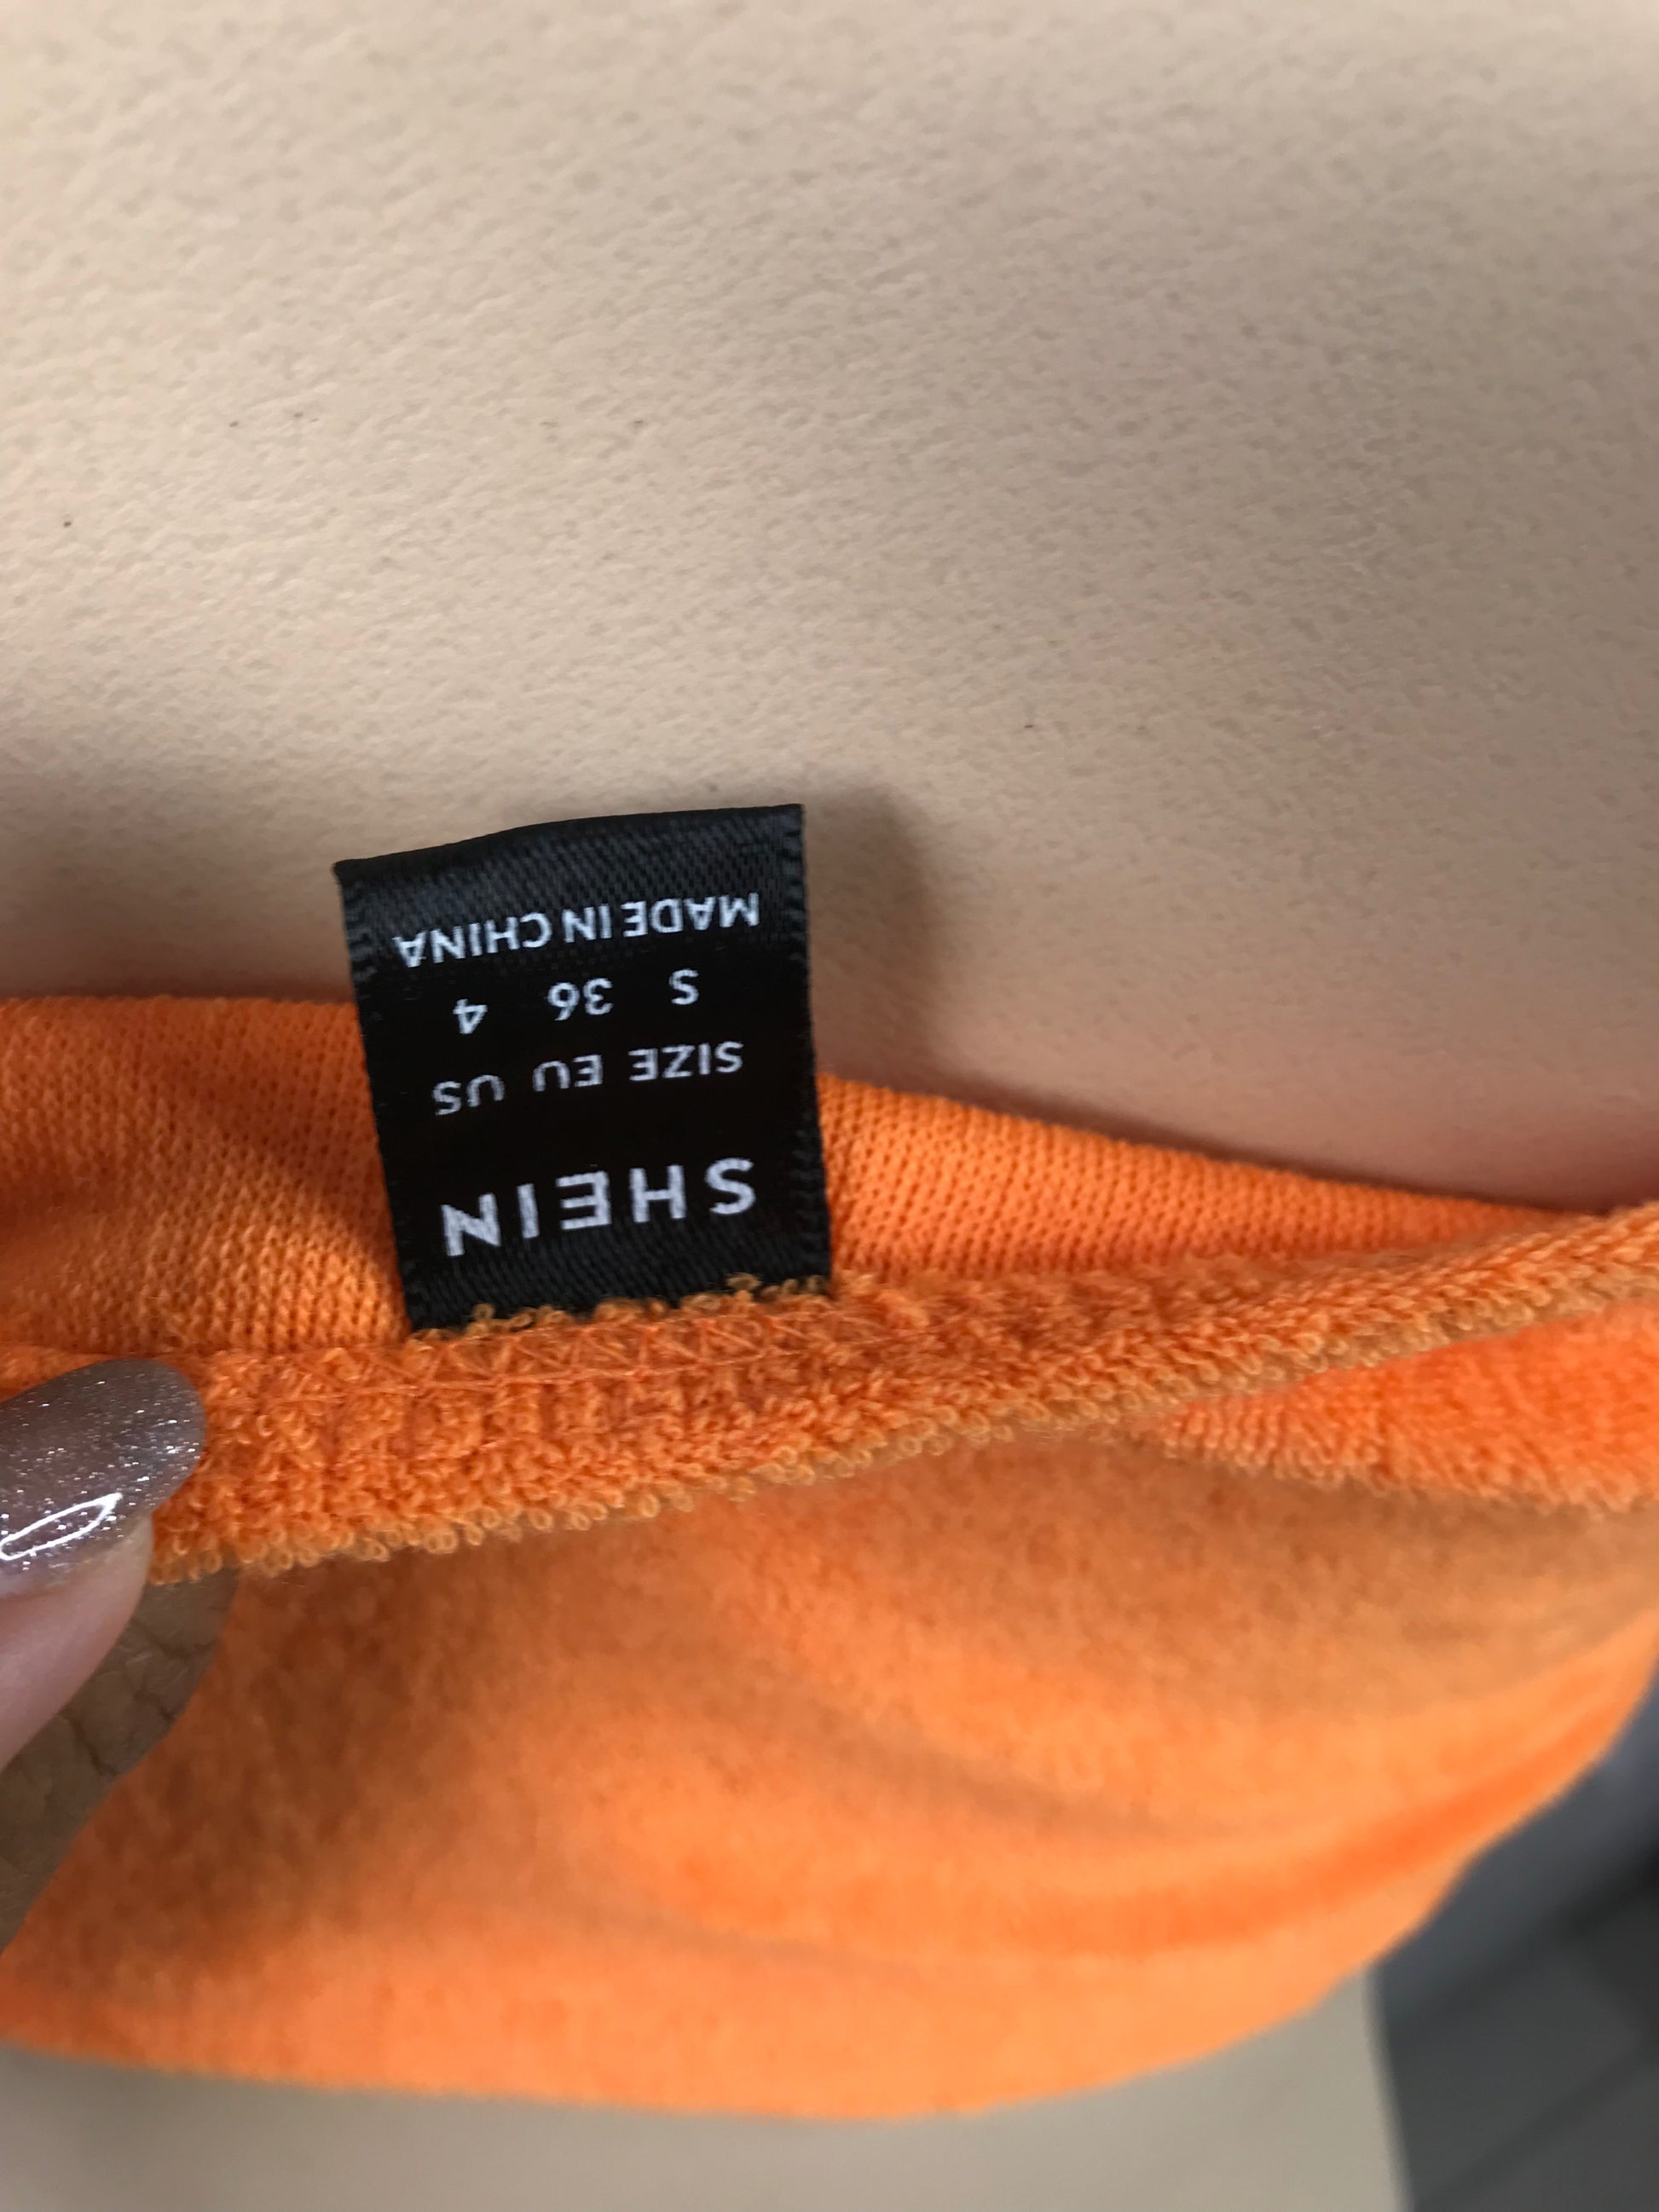 SHEIN
SIZE EU US
S 36 4
MADE IN CHINA